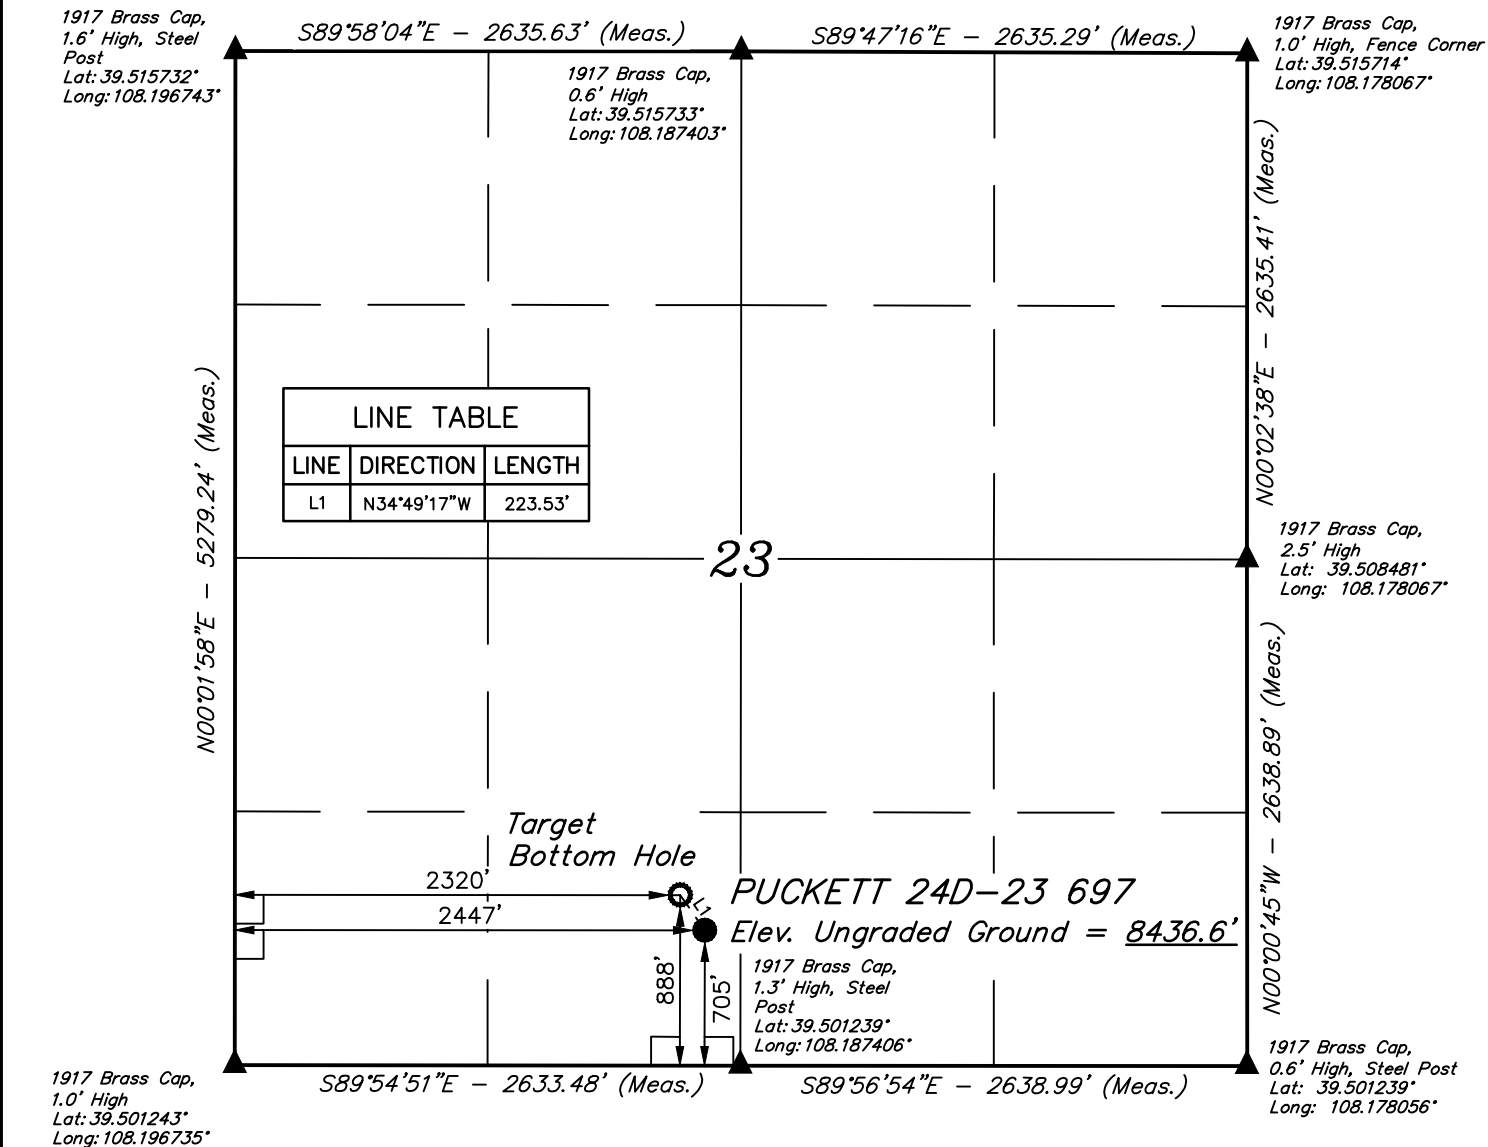 1917 Brass Cap,
1.6' High, Steel
Post
Lat: 39.515732°
Long: 108.196743°
S89°58'04"E - 2635.63' (Meas.)
1917 Brass Cap,
0.6' High
Lat: 39.515733°
Long: 108.187403°
S89°47'16"E - 2635.29' (Meas.)
1917 Brass Cap,
1.0' High, Fence Corner
Lat: 39.515714°
Long: 108.178067°
N00°02'38"E - 2635.41' (Meas.)
N00°01'58"E - 5279.24' (Meas.)
LINE TABLE
LINE DIRECTION LENGTH
L1 N34°49'17"W 223.53'
23
1917 Brass Cap,
2.5' High
Lat: 39.508481°
Long: 108.178067°
N00°00'45"W - 2638.89' (Meas.)
Target
Bottom Hole
2320'
2447'
L1
PUCKETT 24D-23 697
Elev. Ungraded Ground = 8436.6'
888'
705'
1917 Brass Cap,
1.3' High, Steel
Post
Lat: 39.501239°
Long: 108.187406°
1917 Brass Cap,
1.0' High
Lat: 39.501243°
Long: 108.196735°
S89°54'51"E - 2633.48' (Meas.)
S89°56'54"E - 2638.99' (Meas.)
1917 Brass Cap,
0.6' High, Steel Post
Lat: 39.501239°
Long: 108.178056°